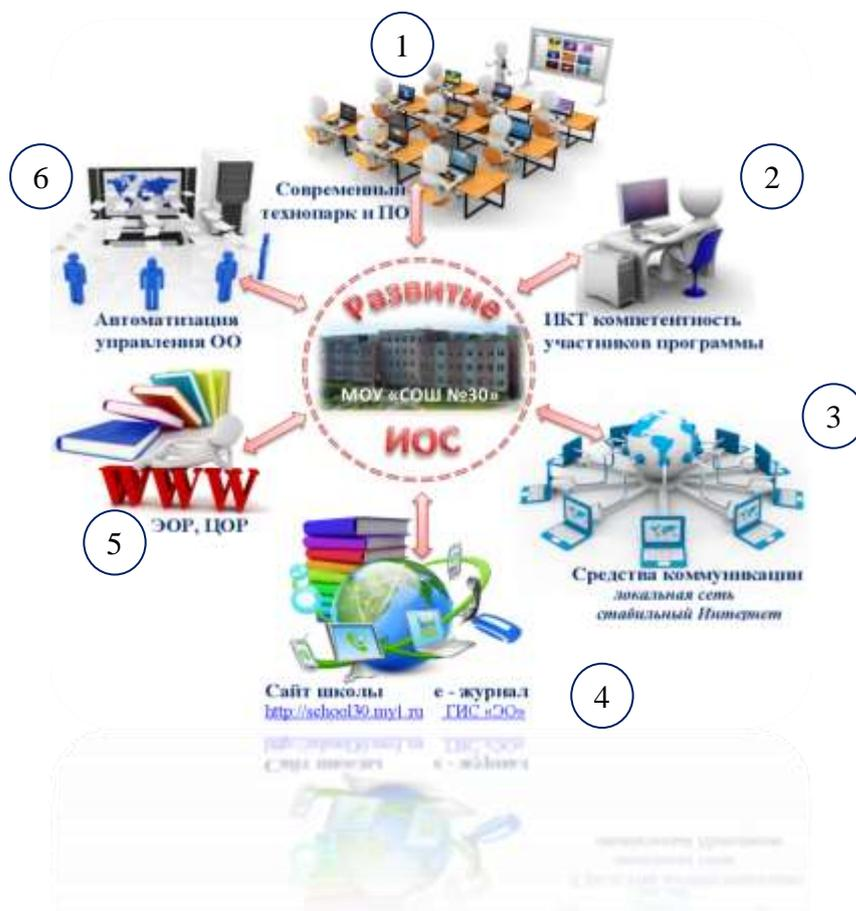 1
Современный
технопарк и ПО
2
ИКТ компетентность
участников программы
3
Средства коммуникации
локальная сеть
стабильный Интернет
4
Сайт школы е - журнал
http://school30.my1.ru ГИС «ЭО»
5
WWW
ЭОР, ЦОР
6
Автоматизация
управления ОО
Развитие
МОУ «СОШ №30»
ИОС